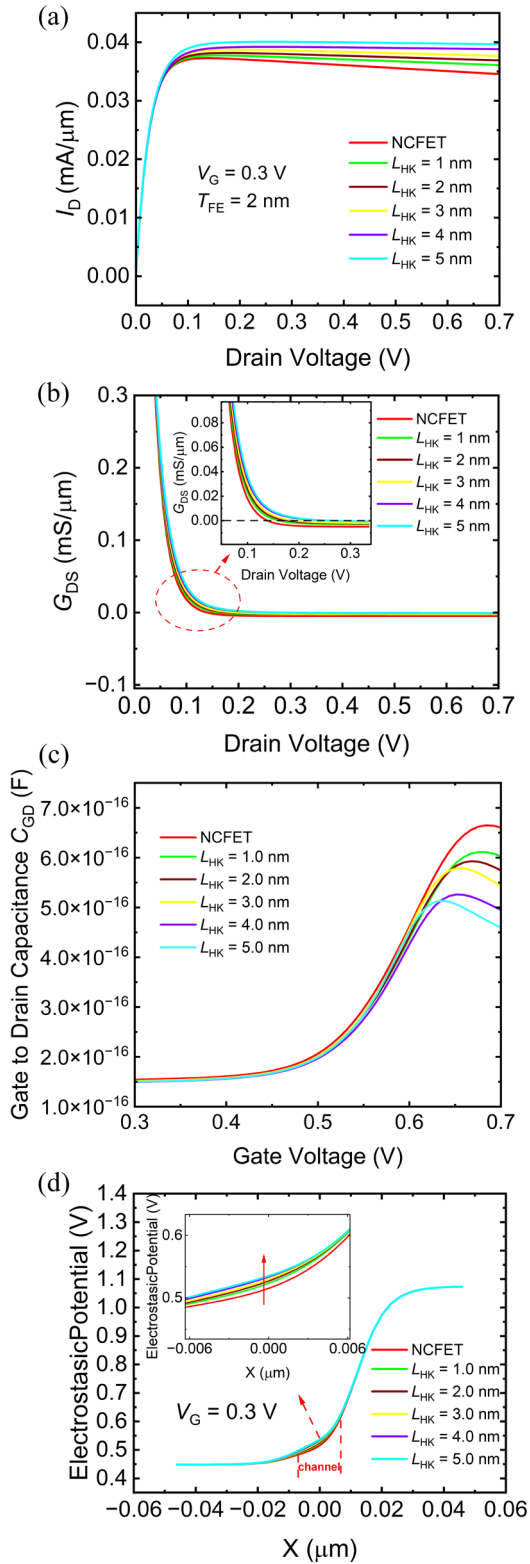 (a)
I_D (mA/μm)
0.04
0.02
0.00
V_G = 0.3 V
T_FE = 2 nm
NCFET
L_HK = 1 nm
L_HK = 2 nm
L_HK = 3 nm
L_HK = 4 nm
L_HK = 5 nm
0.0 0.1 0.2 0.3 0.4 0.5 0.6 0.7
Drain Voltage (V)
(b)
G_DS (mS/μm)
0.3
0.2
0.1
0.0
−0.1
G_DS (mS/μm)
0.08
0.06
0.04
0.02
0.00
0.1 0.2 0.3
Drain Voltage (V)
NCFET
L_HK = 1 nm
L_HK = 2 nm
L_HK = 3 nm
L_HK = 4 nm
L_HK = 5 nm
0.0 0.1 0.2 0.3 0.4 0.5 0.6 0.7
Drain Voltage (V)
(c)
Gate to Drain Capacitance C_GD (F)
7.0×10⁻¹⁶
6.0×10⁻¹⁶
5.0×10⁻¹⁶
4.0×10⁻¹⁶
3.0×10⁻¹⁶
2.0×10⁻¹⁶
1.0×10⁻¹⁶
NCFET
L_HK = 1.0 nm
L_HK = 2.0 nm
L_HK = 3.0 nm
L_HK = 4.0 nm
L_HK = 5.0 nm
0.3 0.4 0.5 0.6 0.7
Gate Voltage (V)
(d)
ElectrostasicPotential (V)
1.4
1.3
1.2
1.1
1.0
0.9
0.8
0.7
0.6
0.5
0.4
ElectrostasicPotential (V)
0.6
0.5
−0.006 0.000 0.006
X (μm)
V_G = 0.3 V
channel
NCFET
L_HK = 1.0 nm
L_HK = 2.0 nm
L_HK = 3.0 nm
L_HK = 4.0 nm
L_HK = 5.0 nm
−0.06 −0.04 −0.02 0.00 0.02 0.04 0.06
X (μm)